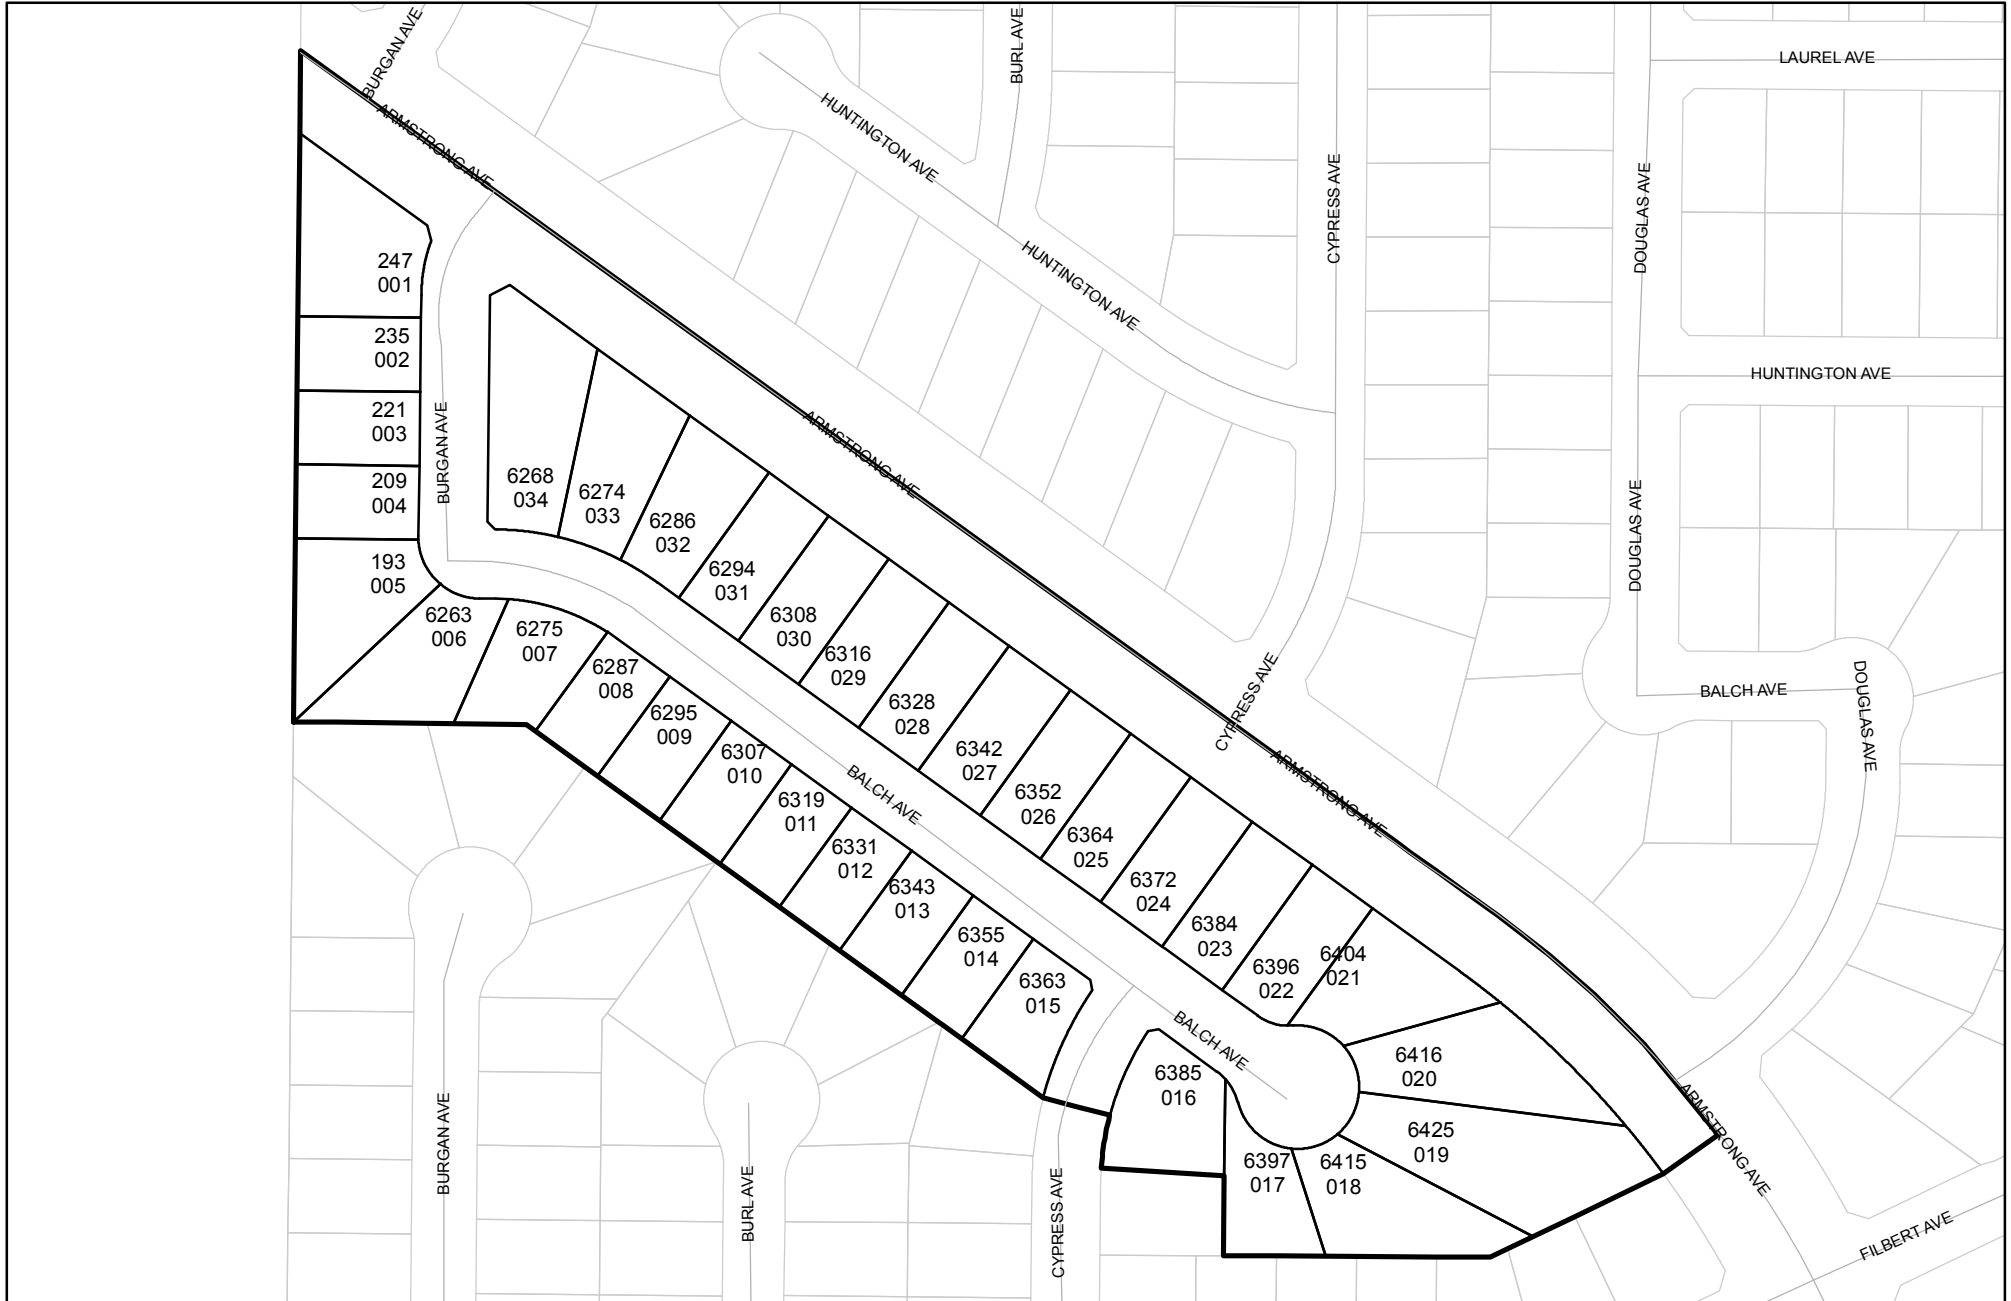 BURGAN AVE
BURL AVE
LAUREL AVE
ARMSTRONG AVE
HUNTINGTON AVE
CYPRESS AVE
DOUGLAS AVE
HUNTINGTON AVE
247
001
235
002
221
003
209
004
193
005
BURGAN AVE
HUNTINGTON AVE
ARMSTRONG AVE
DOUGLAS AVE
6268
034
6274
033
6286
032
6294
031
6308
030
6316
029
6328
028
6342
027
6352
026
6364
025
6372
024
6384
023
6396
022
6404
021
6416
020
6425
019
6415
018
6397
017
6385
016
6263
006
6275
007
6287
008
6295
009
6307
010
6319
011
6331
012
6343
013
6355
014
6363
015
BALCH AVE
BALCH AVE
CYPRESS AVE
ARMSTRONG AVE
BALCH AVE
DOUGLAS AVE
BURGAN AVE
BURL AVE
CYPRESS AVE
ARMSTRONG AVE
FILBERT AVE